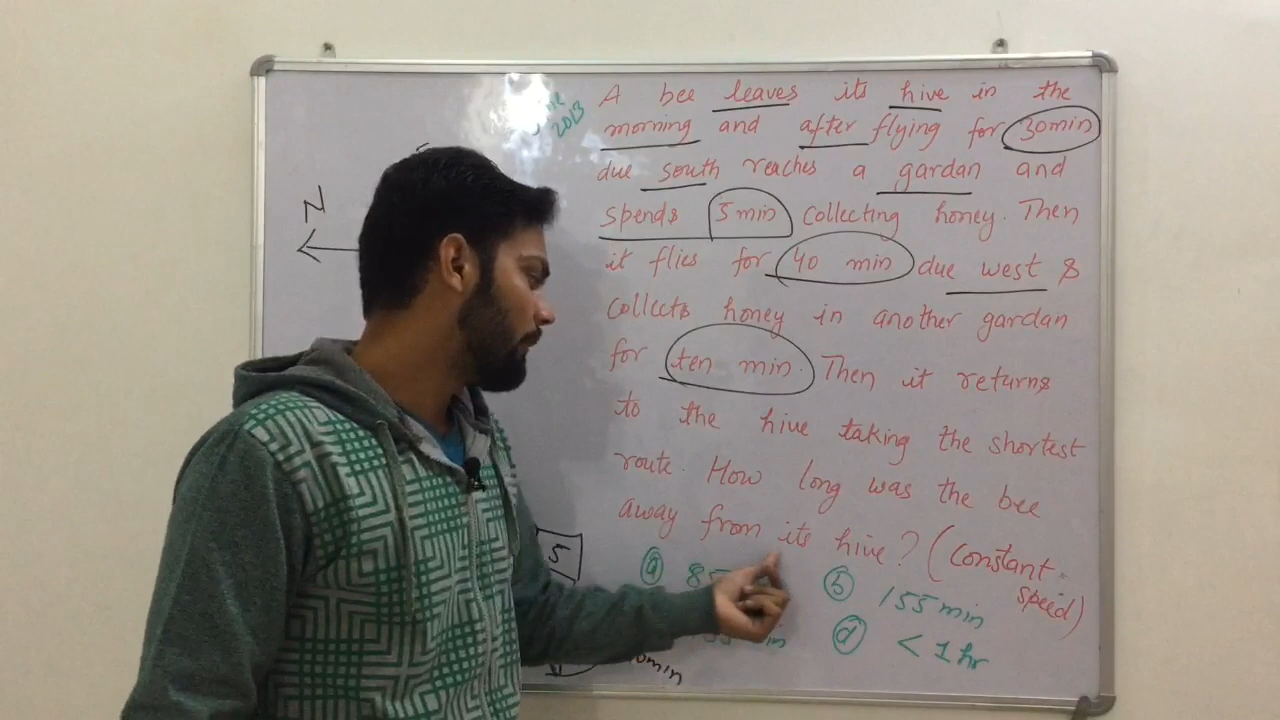 2013
A bee leaves its hive in the
morning and after flying for 30min
due south reaches a gardan and
spends 5 min collecting honey. Then
it flies for 40 min due west &
collects honey in another gardan
for ten min. Then it returns
to the hive taking the shortest
route. How long was the bee
away from its hive? (constant
speed)
N
5
(a) (b) 155 min
(d) < 1 hr